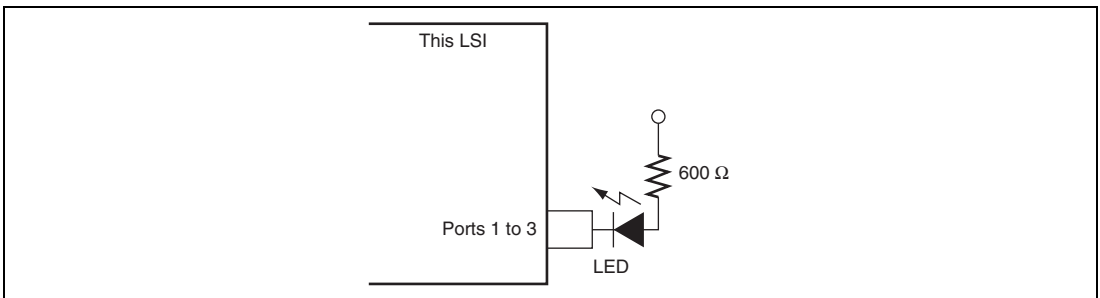 This LSI
600 Ω
Ports 1 to 3
LED